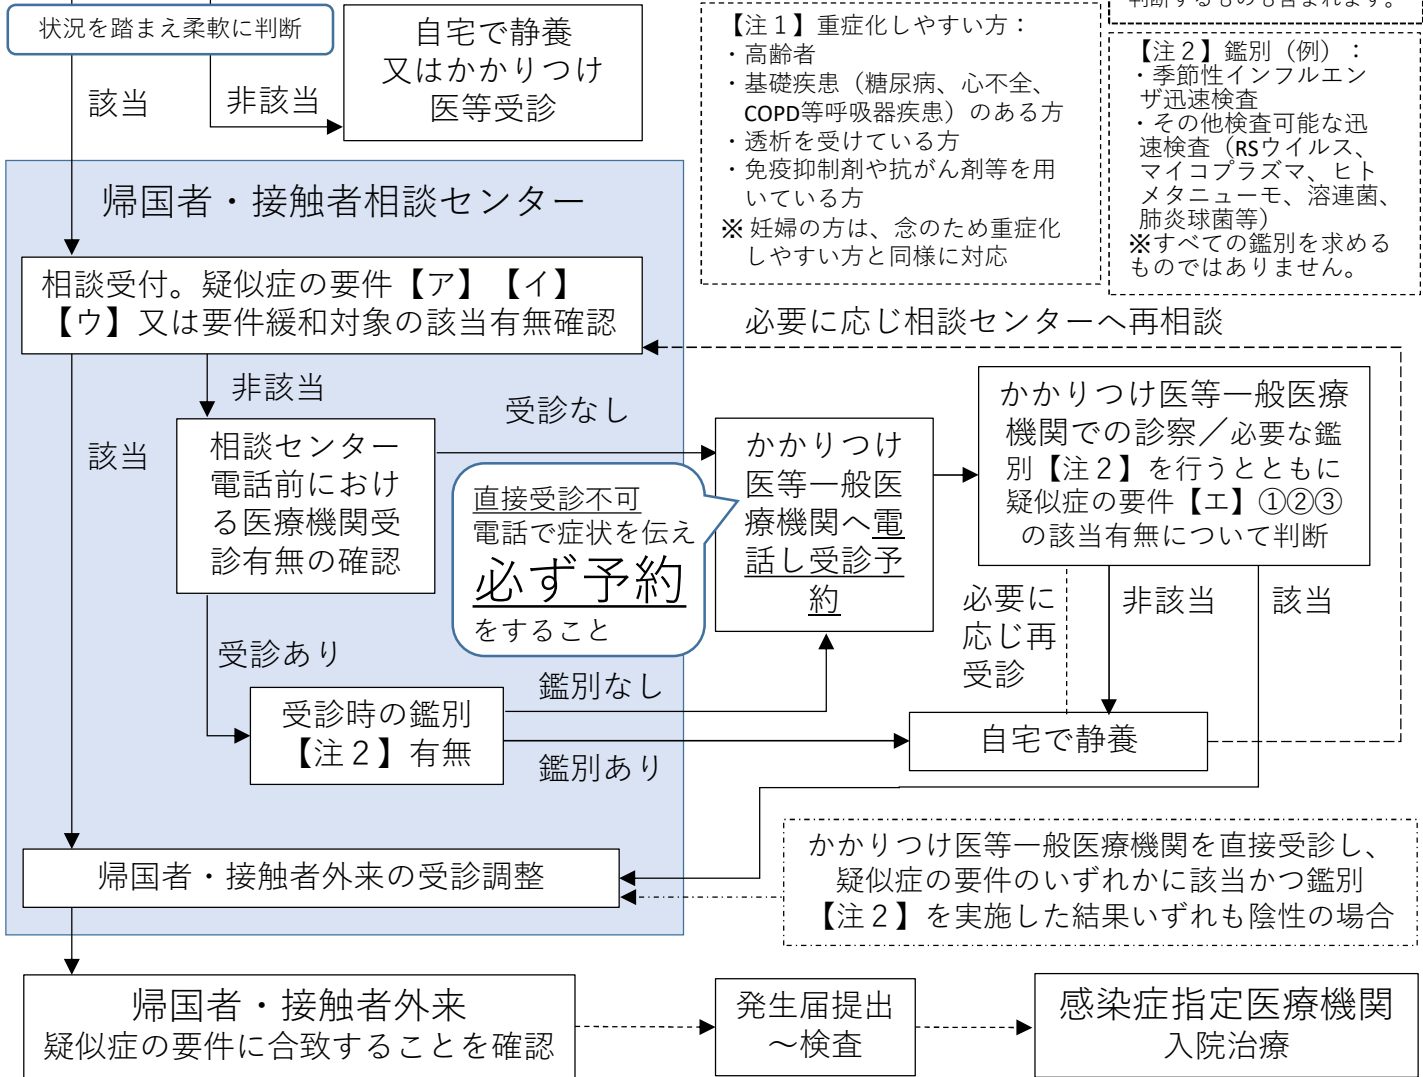 状況を踏まえ柔軟に判断
自宅で静養
又はかかりつけ
医等受診
該当
非該当
【注１】重症化しやすい方：
・高齢者
・基礎疾患（糖尿病、心不全、
COPD等呼吸器疾患）のある方
・透析を受けている方
・免疫抑制剤や抗がん剤等を用
いている方
※ 妊婦の方は、念のため重症化
しやすい方と同様に対応
判断するものも含まれます。
【注２】鑑別（例）：
・季節性インフルエン
ザ迅速検査
・その他検査可能な迅
速検査（RSウイルス、
マイコプラズマ、ヒト
メタニューモ、溶連菌、
肺炎球菌等）
※すべての鑑別を求める
ものではありません。
帰国者・接触者相談センター
相談受付。疑似症の要件【ア】【イ】
【ウ】又は要件緩和対象の該当有無確認
必要に応じ相談センターへ再相談
非該当
該当
相談センター
電話前におけ
る医療機関受
診有無の確認
受診なし
直接受診不可
電話で症状を伝え
必ず予約
をすること
かかりつけ
医等一般医
療機関へ電
話し受診予
約
かかりつけ医等一般医療
機関での診察／必要な鑑
別【注２】を行うとともに
疑似症の要件【エ】①②③
の該当有無について判断
必要に
応じ再
受診
非該当
該当
受診あり
受診時の鑑別
【注２】有無
鑑別なし
鑑別あり
自宅で静養
帰国者・接触者外来の受診調整
かかりつけ医等一般医療機関を直接受診し、
疑似症の要件のいずれかに該当かつ鑑別
【注２】を実施した結果いずれも陰性の場合
帰国者・接触者外来
疑似症の要件に合致することを確認
発生届提出
～検査
感染症指定医療機関
入院治療